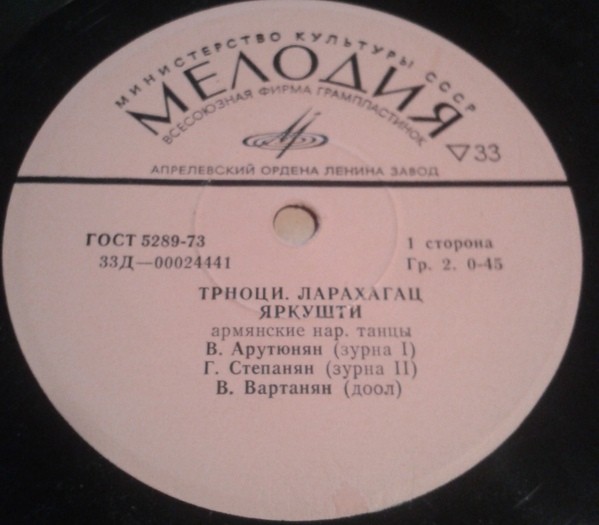 МИНИСТЕРСТВО КУЛЬТУРЫ СССР
МЕЛОДИЯ
ВСЕСОЮЗНАЯ ФИРМА ГРАМПЛАСТИНОК
▽33
АПРЕЛЕВСКИЙ ОРДЕНА ЛЕНИНА ЗАВОД
ГОСТ 5289-73
33Д—00024441
1 сторона
Гр. 2. 0-45
ТРНОЦИ. ЛАРАХАГАЦ
ЯРКУШТИ
армянские нар. танцы
В. Арутюнян (зурна I)
Г. Степанян (зурна II)
В. Вартанян (доол)